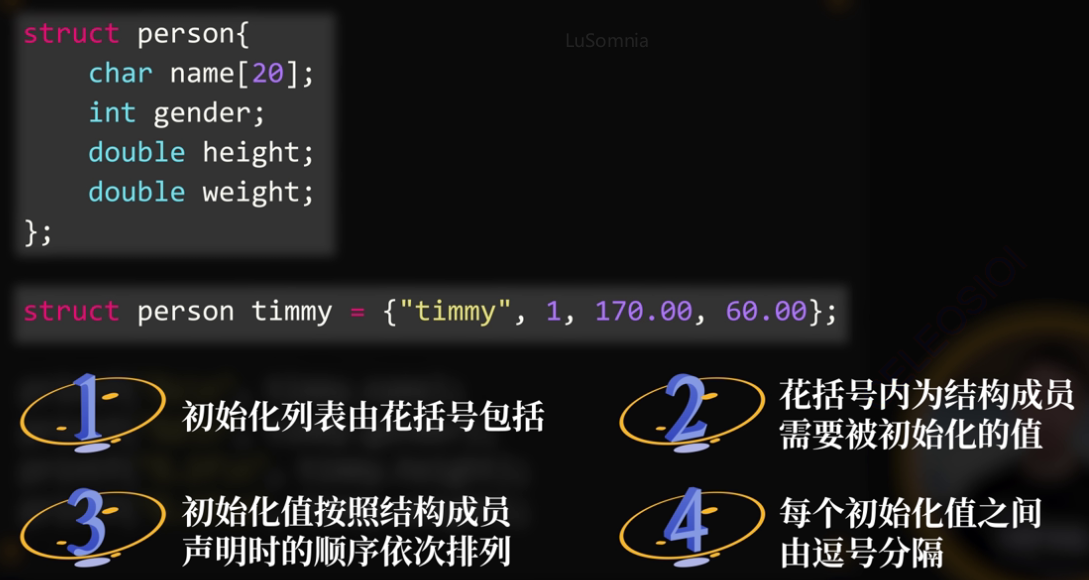 struct person{
    char name[20];
    int gender;
    double height;
    double weight;
};
LuSomnia
struct person timmy = {"timmy", 1, 170.00, 60.00};
1 初始化列表由花括号包括
2 花括号内为结构成员
需要被初始化的值
3 初始化值按照结构成员
声明时的顺序依次排列
4 每个初始化值之间
由逗号分隔